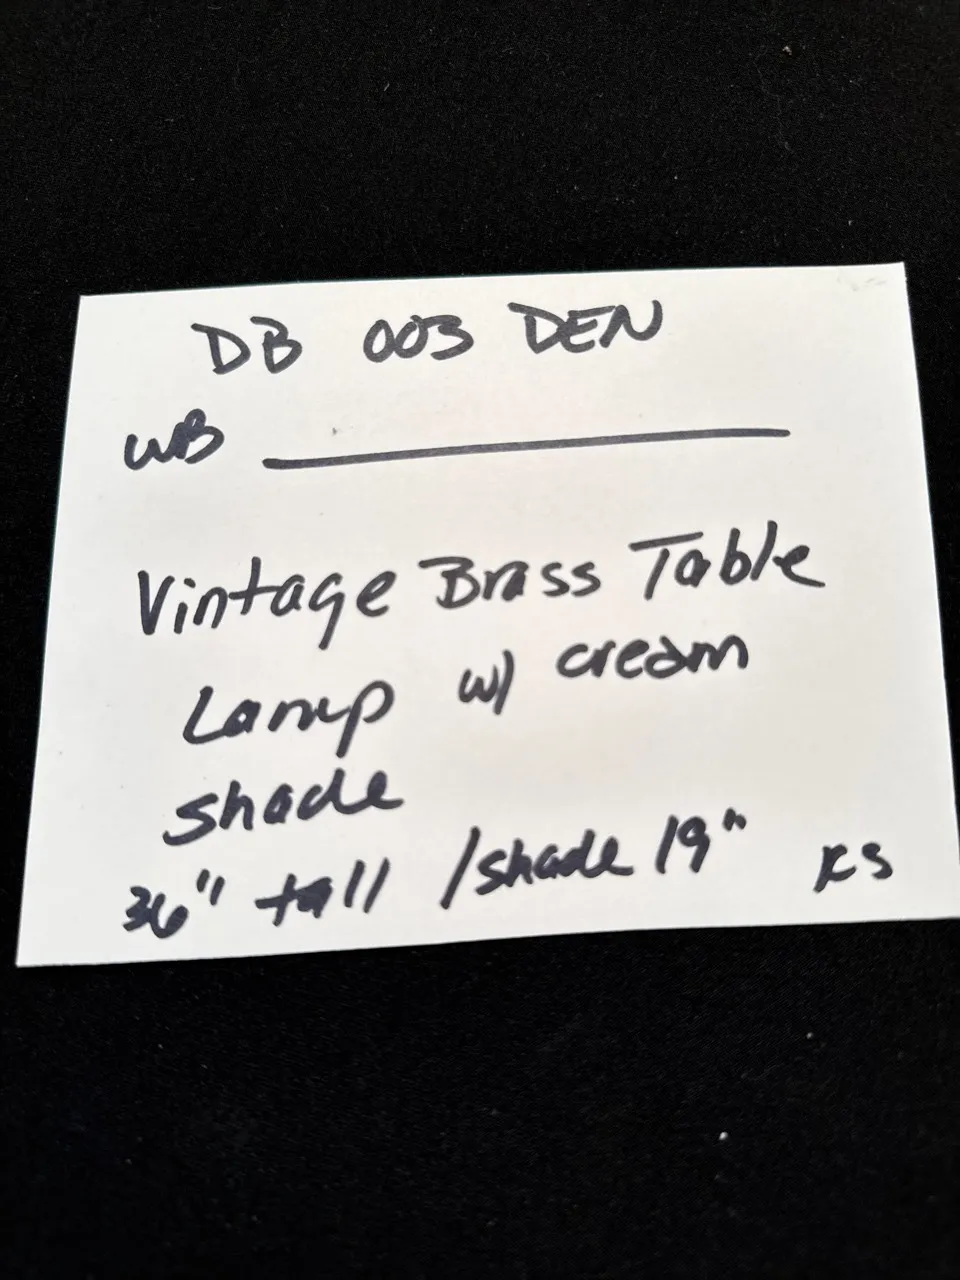 DB 003 DEN
WB
Vintage Brass Table
Lamp w/ cream
shade
36" tall /shade 19" KS